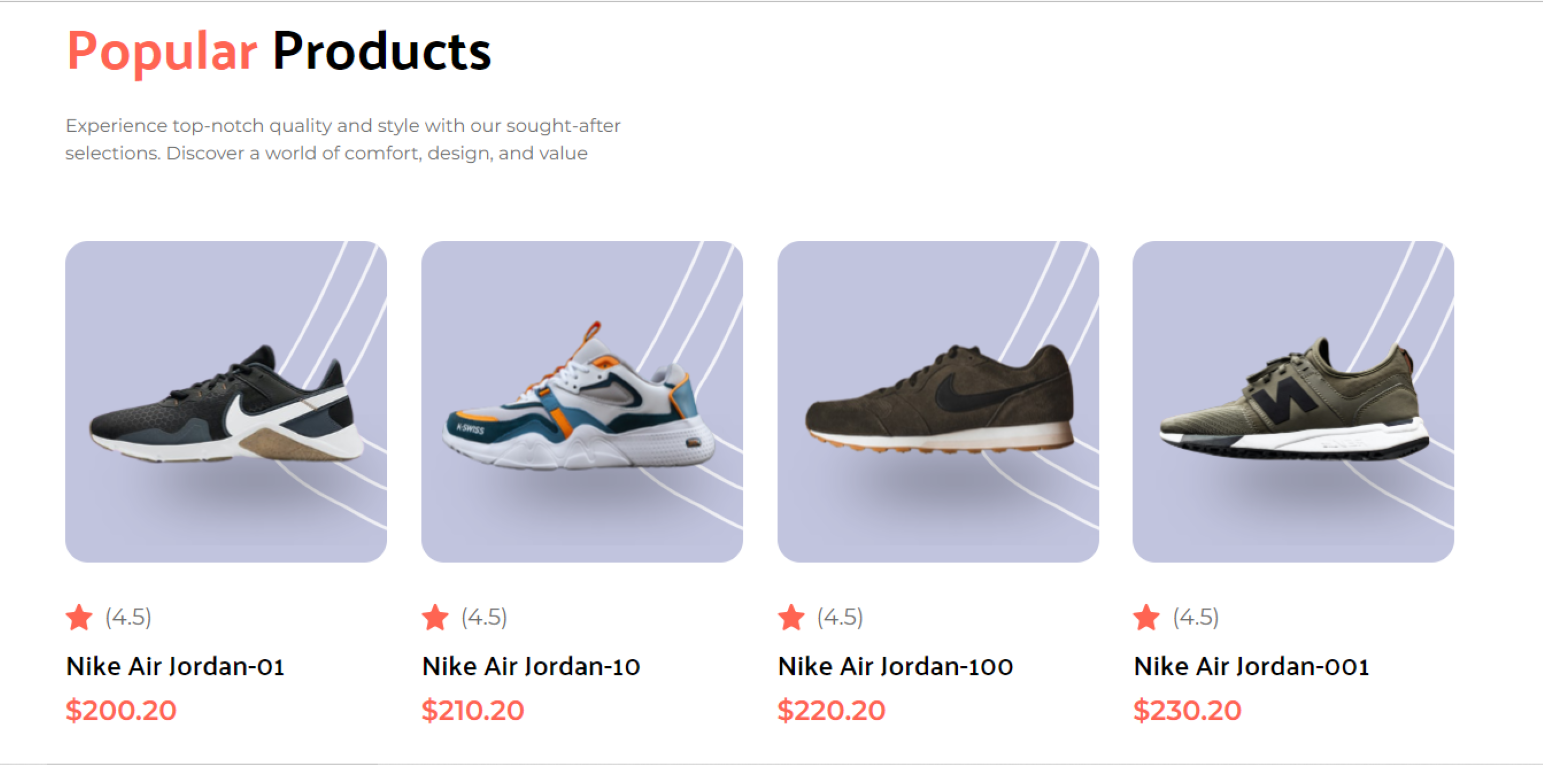 Popular Products
Experience top-notch quality and style with our sought-after
selections. Discover a world of comfort, design, and value
K-SWISS
N
(4.5)
(4.5)
(4.5)
(4.5)
Nike Air Jordan-01
Nike Air Jordan-10
Nike Air Jordan-100
Nike Air Jordan-001
$200.20
$210.20
$220.20
$230.20